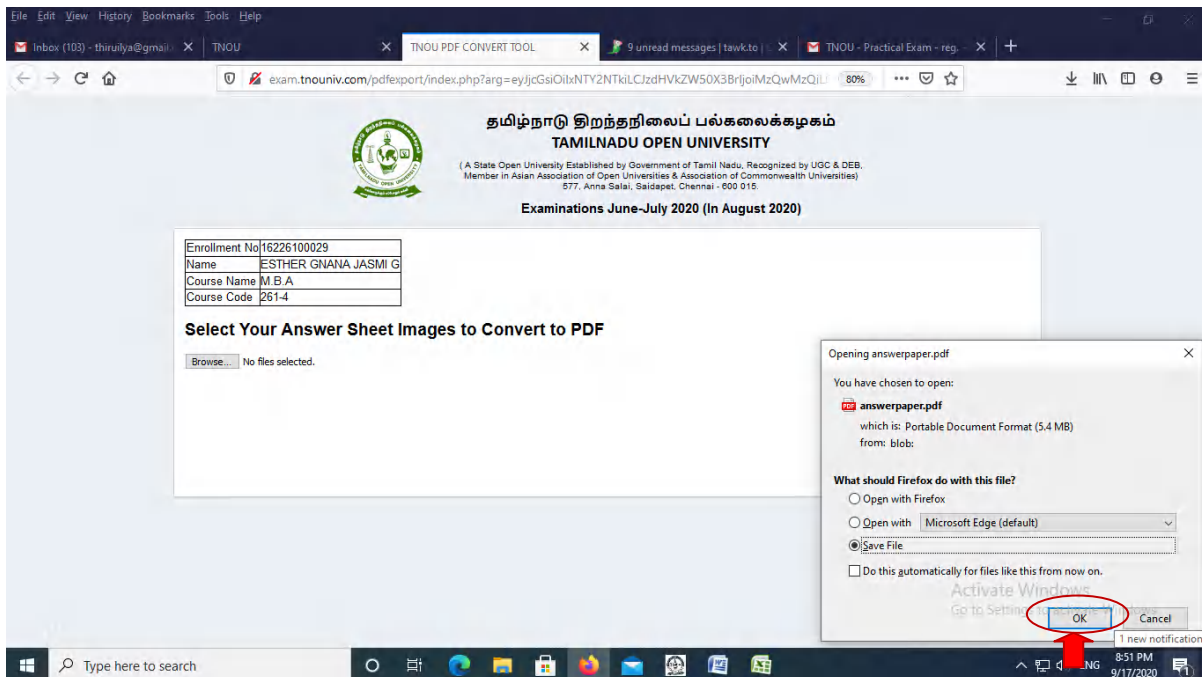 File Edit View History Bookmarks Tools Help
Inbox (103) - thiruilya@gmail. TNOU TNOU PDF CONVERT TOOL 9 unread messages | tawk.to | TNOU - Practical Exam - reg. -
80%
தமிழ்நாடு திறந்தநிலைப் பல்கலைக்கழகம்
TAMILNADU OPEN UNIVERSITY
( A State Open University Established by Government of Tamil Nadu, Recognized by UGC & DEB,
Member in Asian Association of Open Universities & Association of Commonwealth Universities)
577, Anna Salai, Saidapet, Chennai - 600 015.
Examinations June-July 2020 (In August 2020)
Enrollment No 16226100029
Name ESTHER GNANA JASMI G
Course Name M.B.A
Course Code 261-4
Select Your Answer Sheet Images to Convert to PDF
Browse... No files selected.
Opening answerpaper.pdf
You have chosen to open:
answerpaper.pdf
which is: Portable Document Format (5.4 MB)
from: blob:
What should Firefox do with this file?
Open with Firefox
Open with Microsoft Edge (default)
Save File
Do this automatically for files like this from now on.
Activate Windows
Go to Settings to activate Windows.
OK Cancel
1 new notification
Type here to search
ENG 8:51 PM
9/17/2020